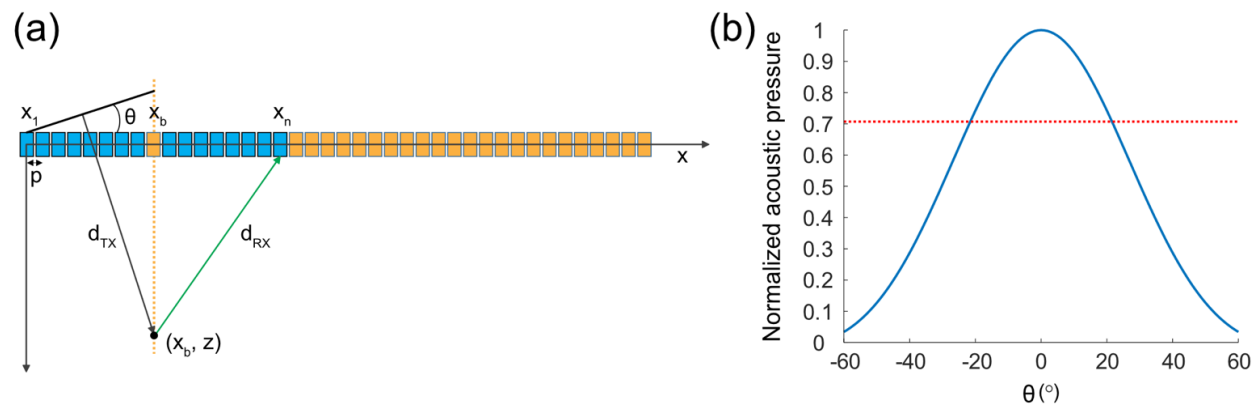 (a)
x1
θ
xb
xn
x
p
dTX
dRX
(xb, z)
(b)
Normalized acoustic pressure
1
0.9
0.8
0.7
0.6
0.5
0.4
0.3
0.2
0.1
0
-60
-40
-20
0
20
40
60
θ(°)